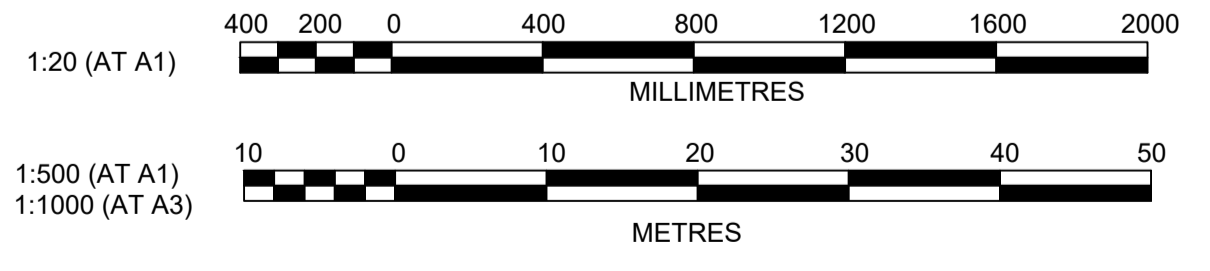 400 200 0 400 800 1200 1600 2000
1:20 (AT A1)
MILLIMETRES
10 0 10 20 30 40 50
1:500 (AT A1)
1:1000 (AT A3)
METRES